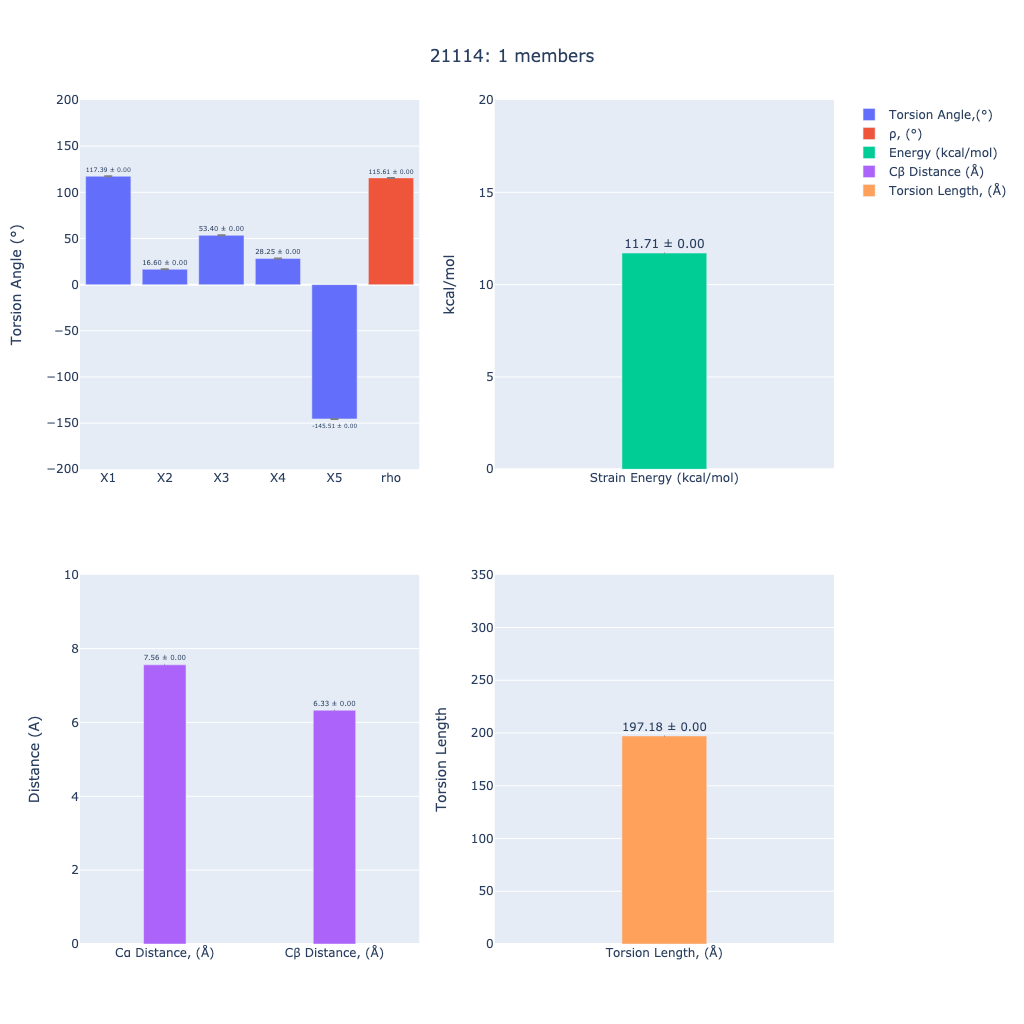 21114: 1 members
Torsion Angle (°)
200
150
100
50
0
−50
−100
−150
−200
117.39 ± 0.00
16.60 ± 0.00
53.40 ± 0.00
28.25 ± 0.00
-145.51 ± 0.00
115.61 ± 0.00
X1 X2 X3 X4 X5 rho
kcal/mol
20
15
10
5
0
11.71 ± 0.00
Strain Energy (kcal/mol)
Torsion Angle,(°)
ρ, (°)
Energy (kcal/mol)
Cβ Distance (Å)
Torsion Length, (Å)
Distance (A)
10
8
6
4
2
0
7.56 ± 0.00
6.33 ± 0.00
Cα Distance, (Å) Cβ Distance, (Å)
Torsion Length
350
300
250
200
150
100
50
0
197.18 ± 0.00
Torsion Length, (Å)